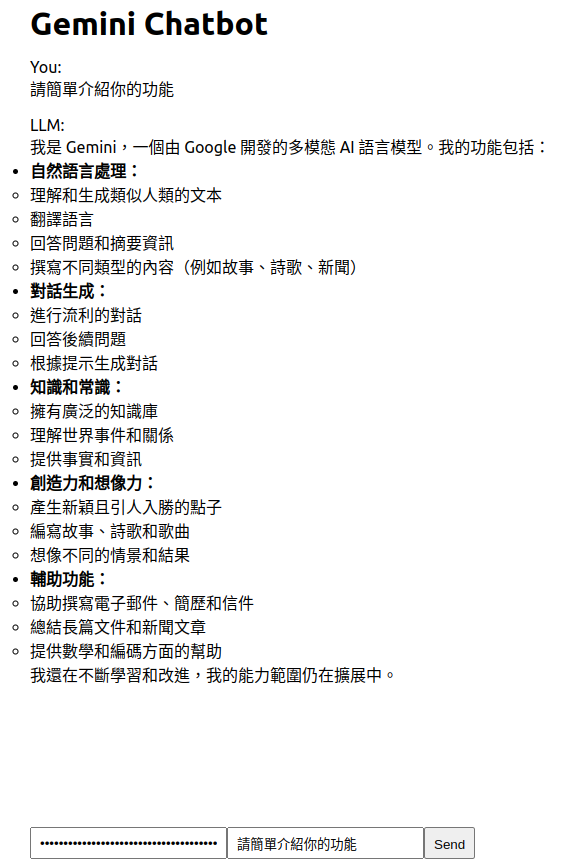 Gemini Chatbot
You:
請簡單介紹你的功能
LLM:
我是 Gemini，一個由 Google 開發的多模態 AI 語言模型。我的功能包括：
自然語言處理：
理解和生成類似人類的文本
翻譯語言
回答問題和摘要資訊
撰寫不同類型的內容（例如故事、詩歌、新聞）
對話生成：
進行流利的對話
回答後續問題
根據提示生成對話
知識和常識：
擁有廣泛的知識庫
理解世界事件和關係
提供事實和資訊
創造力和想像力：
產生新穎且引人入勝的點子
編寫故事、詩歌和歌曲
想像不同的情景和結果
輔助功能：
協助撰寫電子郵件、簡歷和信件
總結長篇文件和新聞文章
提供數學和編碼方面的幫助
我還在不斷學習和改進，我的能力範圍仍在擴展中。
請簡單介紹你的功能 Send